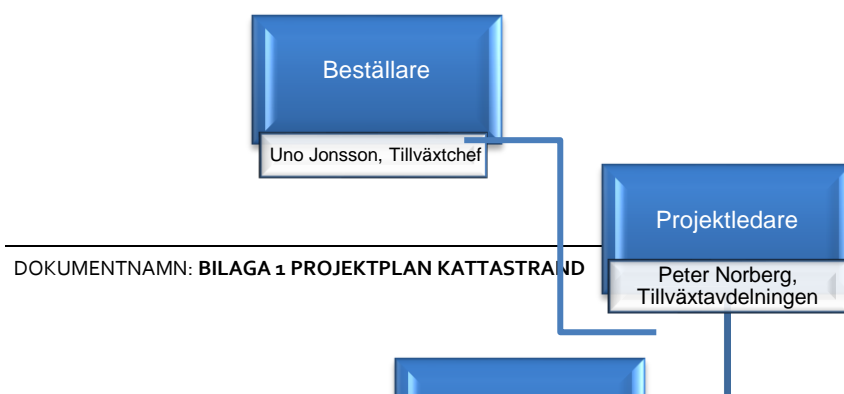 Beställare
Uno Jonsson, Tillväxtchef
Projektledare
DOKUMENTNAMN: BILAGA 1 PROJEKTPLAN KATTASTRAND
Peter Norberg,
Tillväxtavdelningen